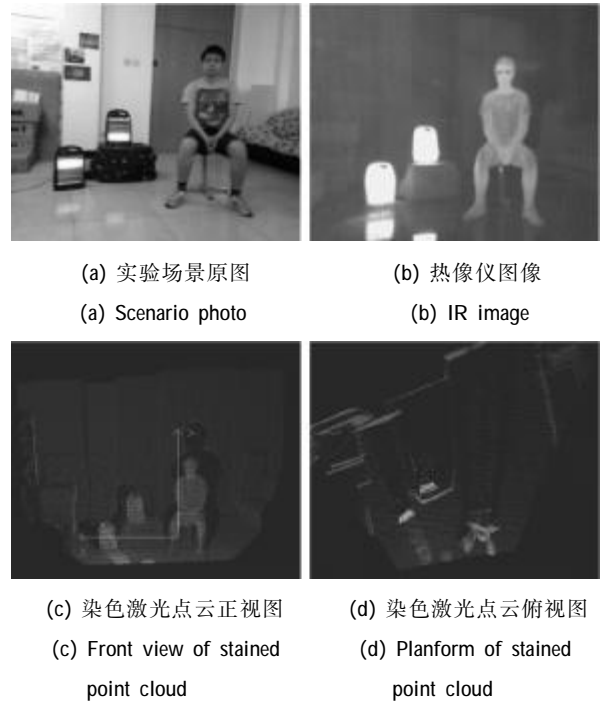 (a) 实验场景原图
(a) Scenario photo
(b) 热像仪图像
(b) IR image
(c) 染色激光点云正视图
(c) Front view of stained
point cloud
(d) 染色激光点云俯视图
(d) Planform of stained
point cloud